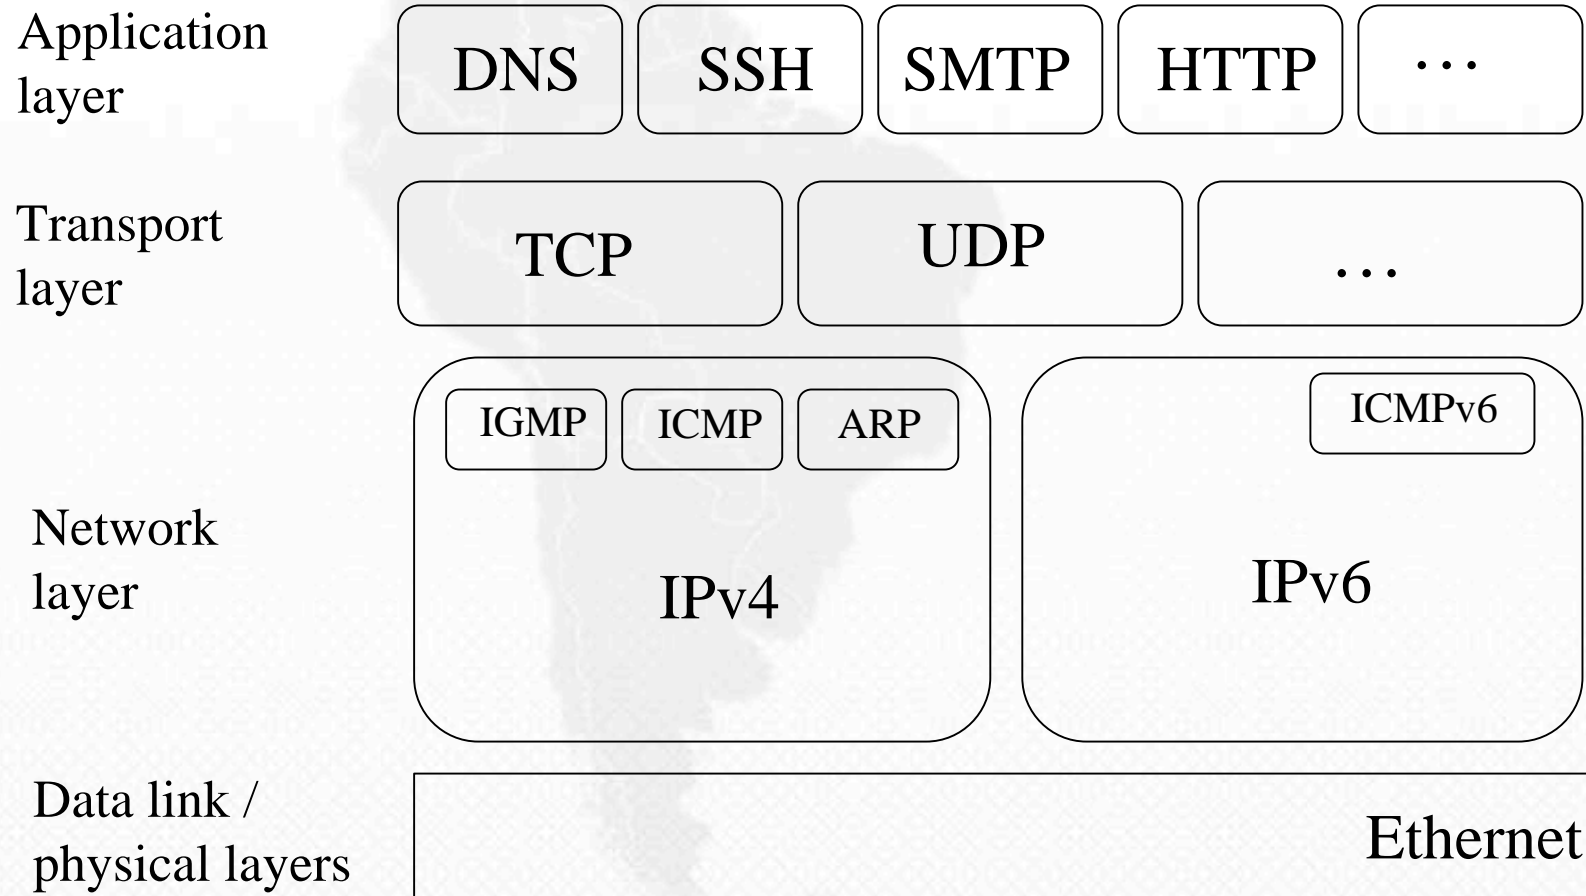 Application
layer
DNS SSH SMTP HTTP ...
Transport
layer
TCP UDP ...
IGMP ICMP ARP ICMPv6
Network
layer
IPv4 IPv6
Data link /
physical layers
Ethernet